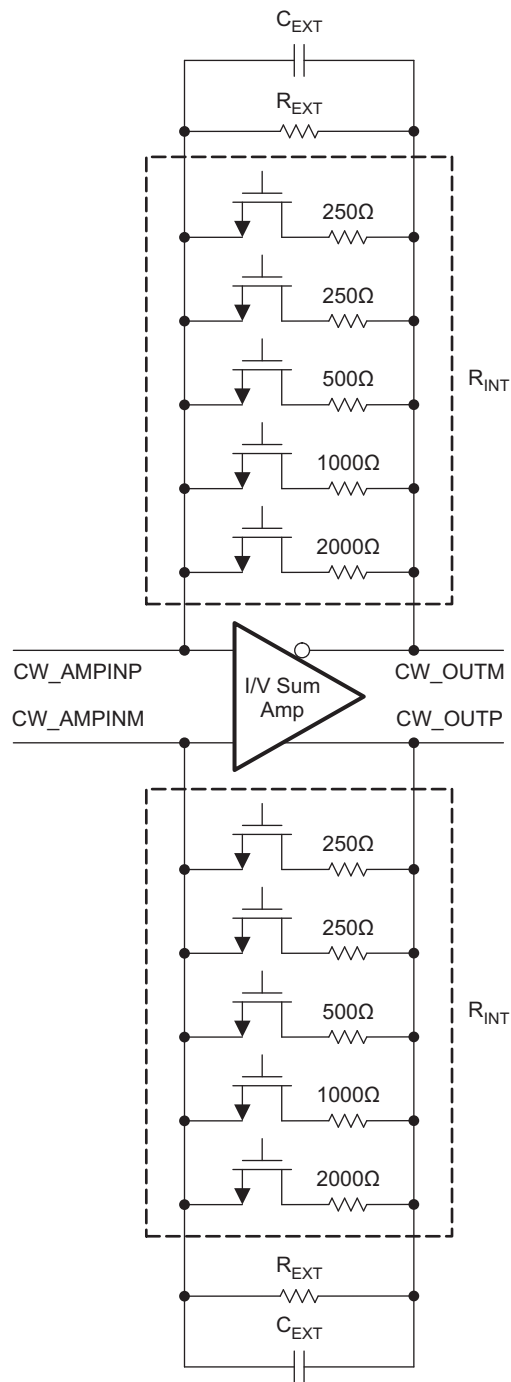 C_EXT
R_EXT
250Ω
250Ω
500Ω
R_INT
1000Ω
2000Ω
CW_AMPINP
I/V Sum
Amp
CW_OUTM
CW_AMPINM
CW_OUTP
250Ω
250Ω
500Ω
R_INT
1000Ω
2000Ω
R_EXT
C_EXT